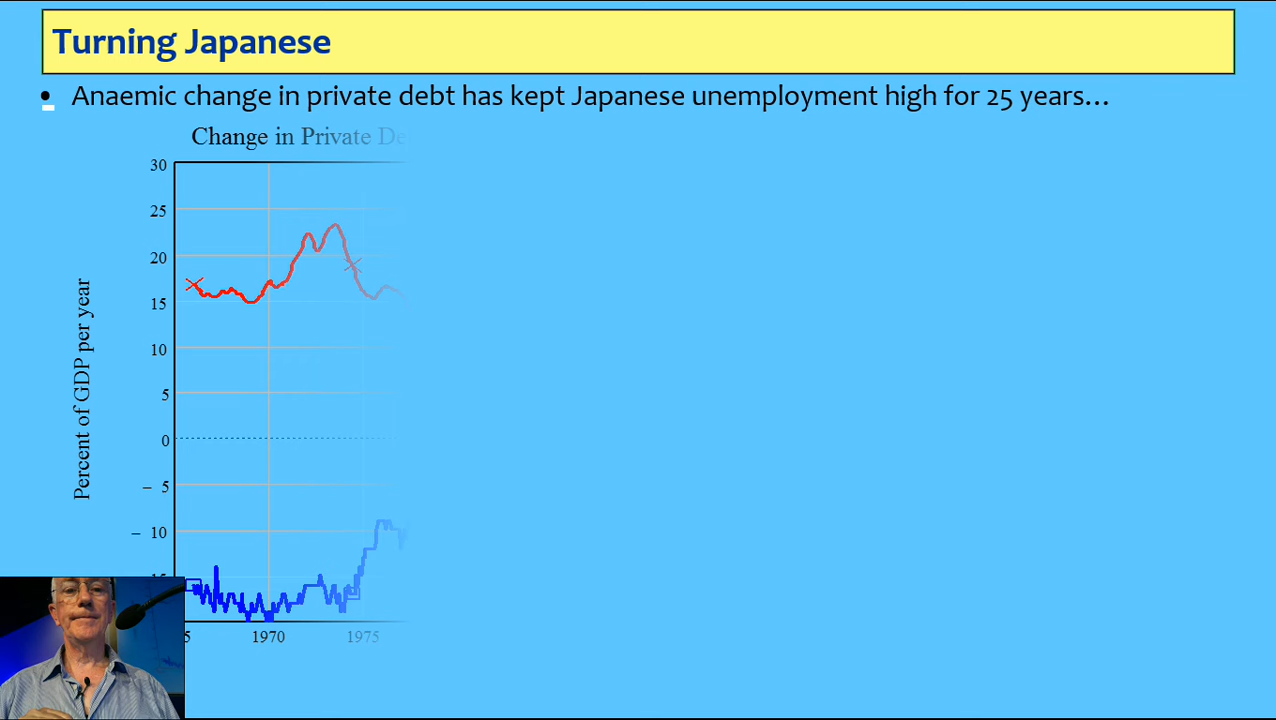 Turning Japanese
• Anaemic change in private debt has kept Japanese unemployment high for 25 years…
Change in Private De
30
25
20
15
10
5
0
– 5
– 10
Percent of GDP per year
1970 1975